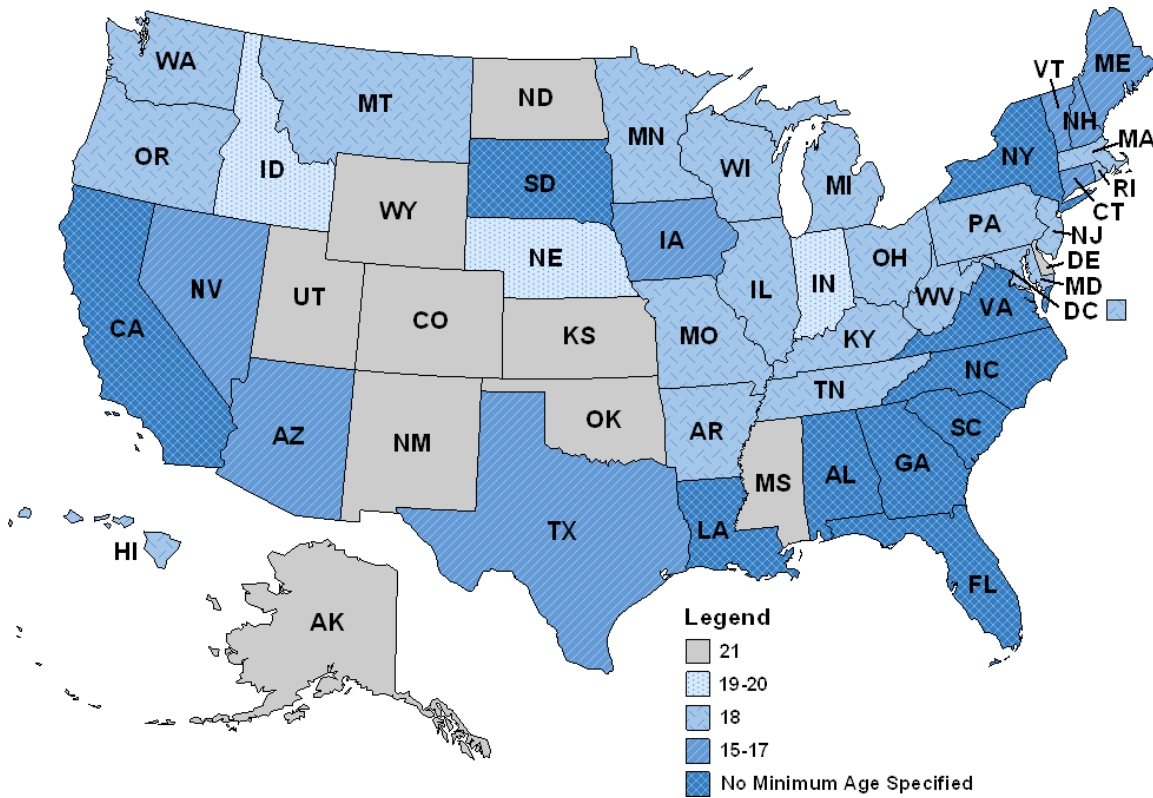 WA
MT
ND
MN
OR
ID
WY
SD
WI
MI
NY
VT
NH
ME
MA
RI
CT
NJ
DE
MD
DC
PA
NV
UT
CO
NE
IA
KS
IL
IN
OH
WV
VA
KY
MO
CA
AZ
NM
OK
AR
TN
NC
SC
GA
AL
MS
LA
TX
FL
HI
AK
Legend
21
19-20
18
15-17
No Minimum Age Specified